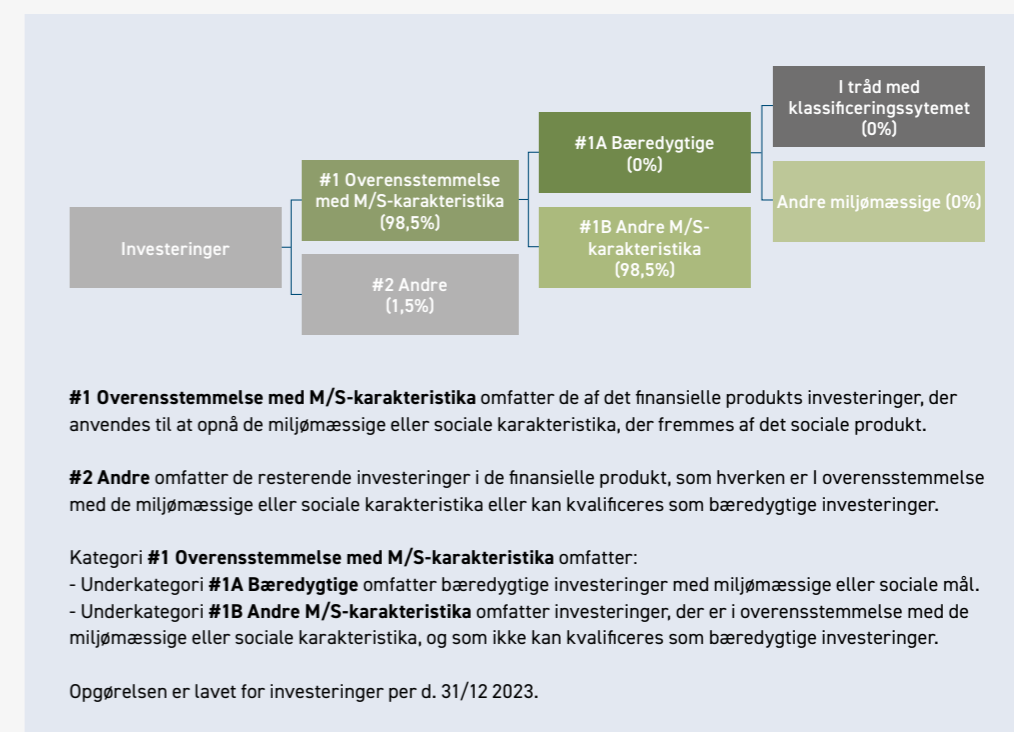 Investeringer
#1 Overensstemmelse
med M/S-karakteristika
(98,5%)
#2 Andre
(1,5%)
#1A Bæredygtige
(0%)
#1B Andre M/S-
karakteristika
(98,5%)
I tråd med
klassificeringssytemet
(0%)
Andre miljømæssige (0%)
#1 Overensstemmelse med M/S-karakteristika omfatter de af det finansielle produkts investeringer, der
anvendes til at opnå de miljømæssige eller sociale karakteristika, der fremmes af det sociale produkt.
#2 Andre omfatter de resterende investeringer i de finansielle produkt, som hverken er I overensstemmelse
med de miljømæssige eller sociale karakteristika eller kan kvalificeres som bæredygtige investeringer.
Kategori #1 Overensstemmelse med M/S-karakteristika omfatter:
- Underkategori #1A Bæredygtige omfatter bæredygtige investeringer med miljømæssige eller sociale mål.
- Underkategori #1B Andre M/S-karakteristika omfatter investeringer, der er i overensstemmelse med de
miljømæssige eller sociale karakteristika, og som ikke kan kvalificeres som bæredygtige investeringer.
Opgørelsen er lavet for investeringer per d. 31/12 2023.